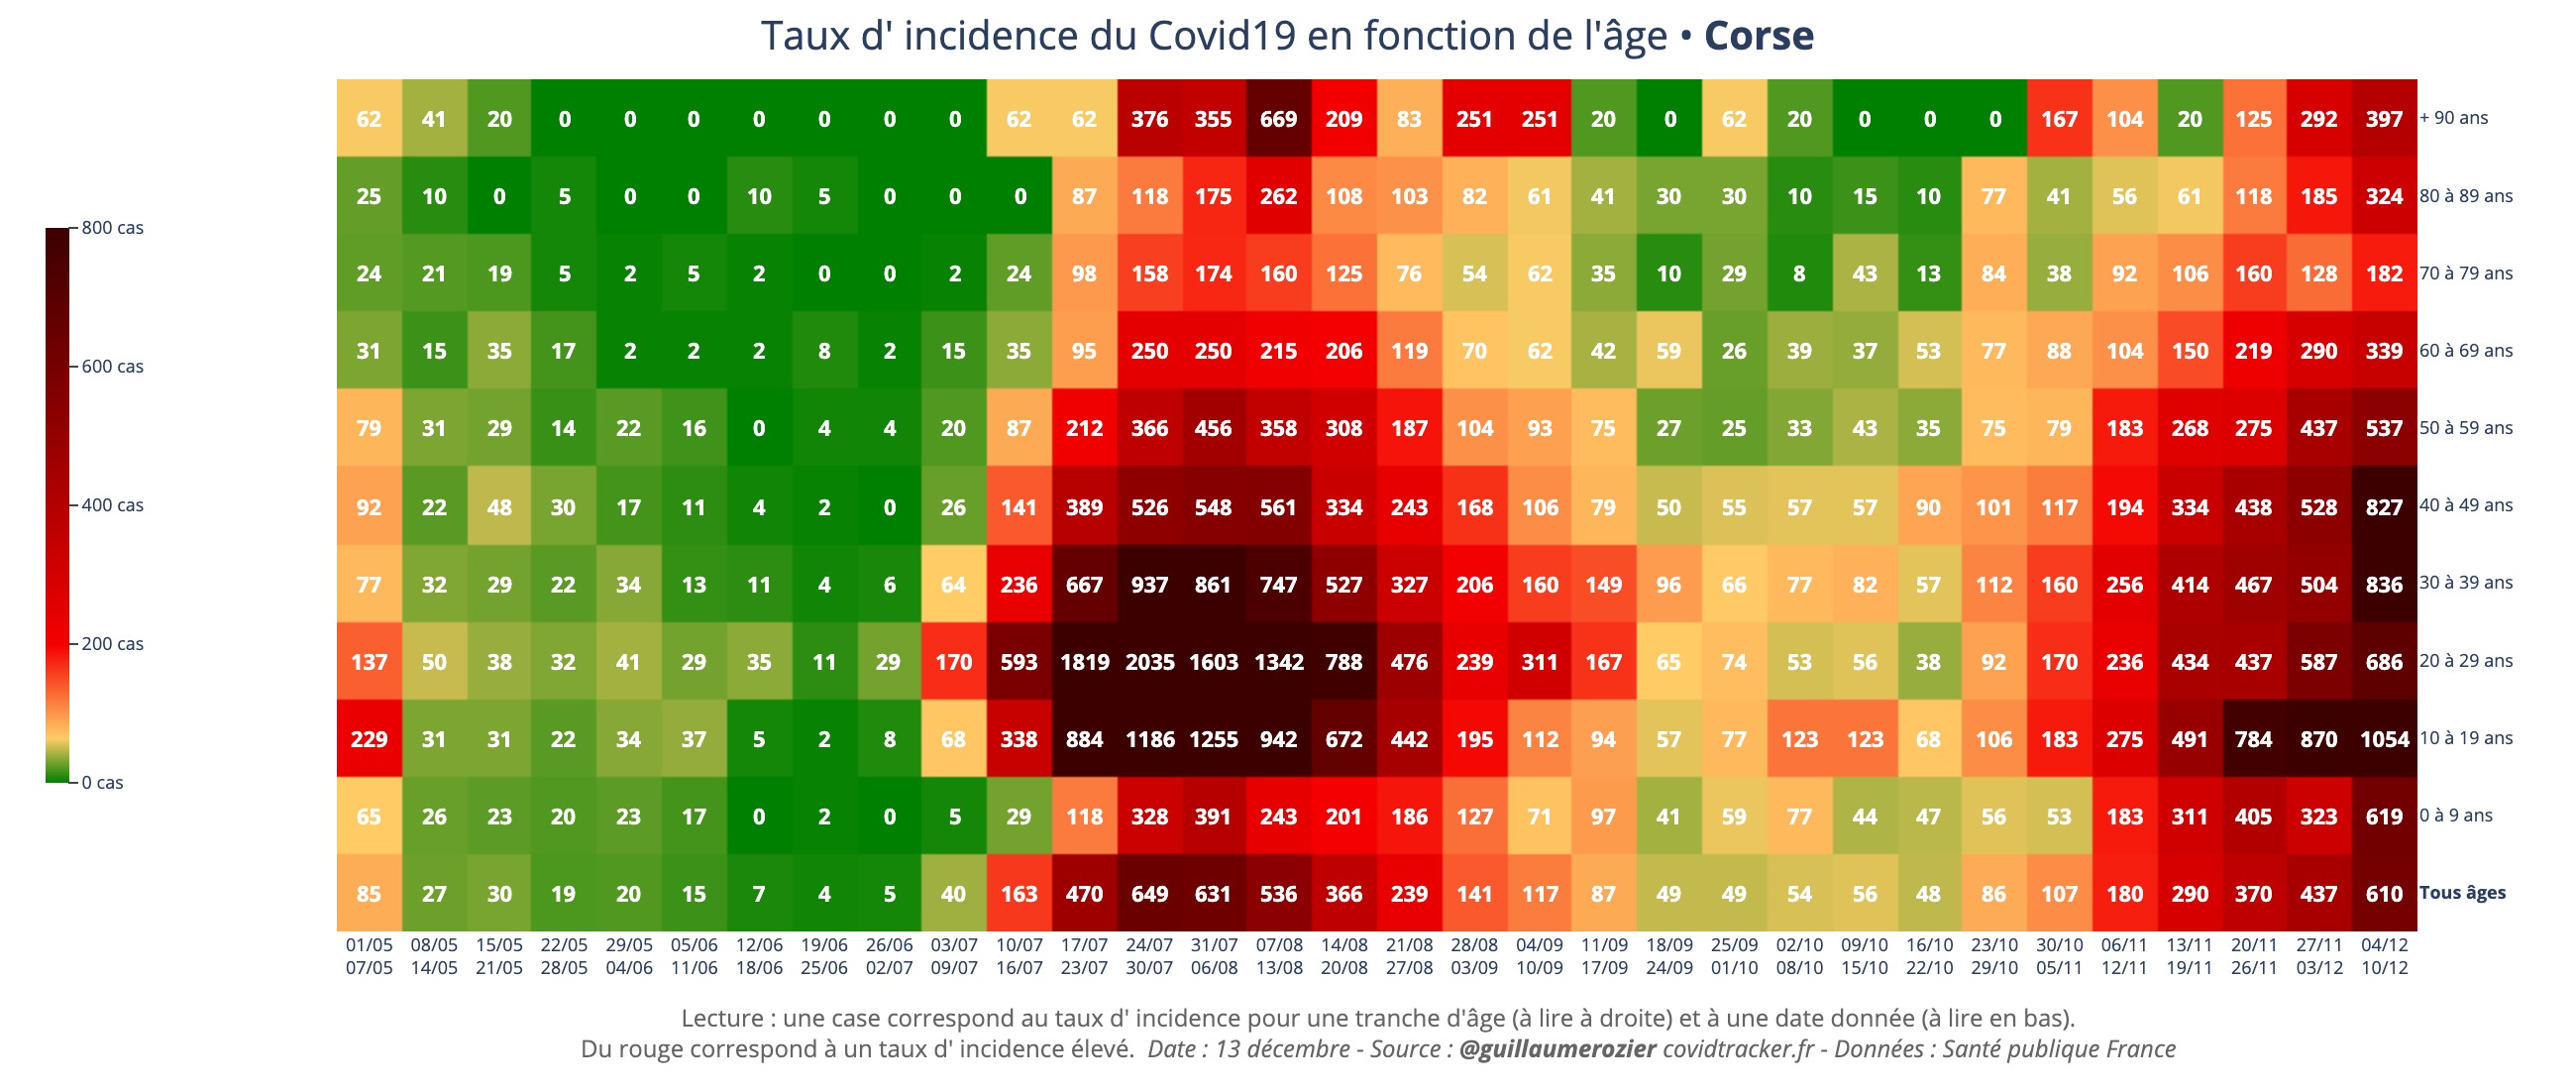 Taux d' incidence du Covid19 en fonction de l'âge • Corse
62 41 20 0 0 0 0 0 0 0 62 62 376 355 669 209 83 251 251 20 0 62 20 0 0 0 167 104 20 125 292 397 + 90 ans
25 10 0 5 0 0 10 5 0 0 0 87 118 175 262 108 103 82 61 41 30 30 10 15 10 77 41 56 61 118 185 324 80 à 89 ans
800 cas
24 21 19 5 2 5 2 0 0 2 24 98 158 174 160 125 76 54 62 35 10 29 8 43 13 84 38 92 106 160 128 182 70 à 79 ans
31 15 35 17 2 2 2 8 2 15 35 95 250 250 215 206 119 70 62 42 59 26 39 37 53 77 88 104 150 219 290 339 60 à 69 ans
600 cas
79 31 29 14 22 16 0 4 4 20 87 212 366 456 358 308 187 104 93 75 27 25 33 43 35 75 79 183 268 275 437 537 50 à 59 ans
400 cas
92 22 48 30 17 11 4 2 0 26 141 389 526 548 561 334 243 168 106 79 50 55 57 57 90 101 117 194 334 438 528 827 40 à 49 ans
77 32 29 22 34 13 11 4 6 64 236 667 937 861 747 527 327 206 160 149 96 66 77 82 57 112 160 256 414 467 504 836 30 à 39 ans
200 cas
137 50 38 32 41 29 35 11 29 170 593 1819 2035 1603 1342 788 476 239 311 167 65 74 53 56 38 92 170 236 434 437 587 686 20 à 29 ans
229 31 31 22 34 37 5 2 8 68 338 884 1186 1255 942 672 442 195 112 94 57 77 123 123 68 106 183 275 491 784 870 1054 10 à 19 ans
0 cas
65 26 23 20 23 17 0 2 0 5 29 118 328 391 243 201 186 127 71 97 41 59 77 44 47 56 53 183 311 405 323 619 0 à 9 ans
85 27 30 19 20 15 7 4 5 40 163 470 649 631 536 366 239 141 117 87 49 49 54 56 48 86 107 180 290 370 437 610 Tous âges
01/05 08/05 15/05 22/05 29/05 05/06 12/06 19/06 26/06 03/07 10/07 17/07 24/07 31/07 07/08 14/08 21/08 28/08 04/09 11/09 18/09 25/09 02/10 09/10 16/10 23/10 30/10 06/11 13/11 20/11 27/11 04/12
07/05 14/05 21/05 28/05 04/06 11/06 18/06 25/06 02/07 09/07 16/07 23/07 30/07 06/08 13/08 20/08 27/08 03/09 10/09 17/09 24/09 01/10 08/10 15/10 22/10 29/10 05/11 12/11 19/11 26/11 03/12 10/12
Lecture : une case correspond au taux d' incidence pour une tranche d'âge (à lire à droite) et à une date donnée (à lire en bas).
Du rouge correspond à un taux d' incidence élevé. Date : 13 décembre - Source : @guillaumerozier covidtracker.fr - Données : Santé publique France